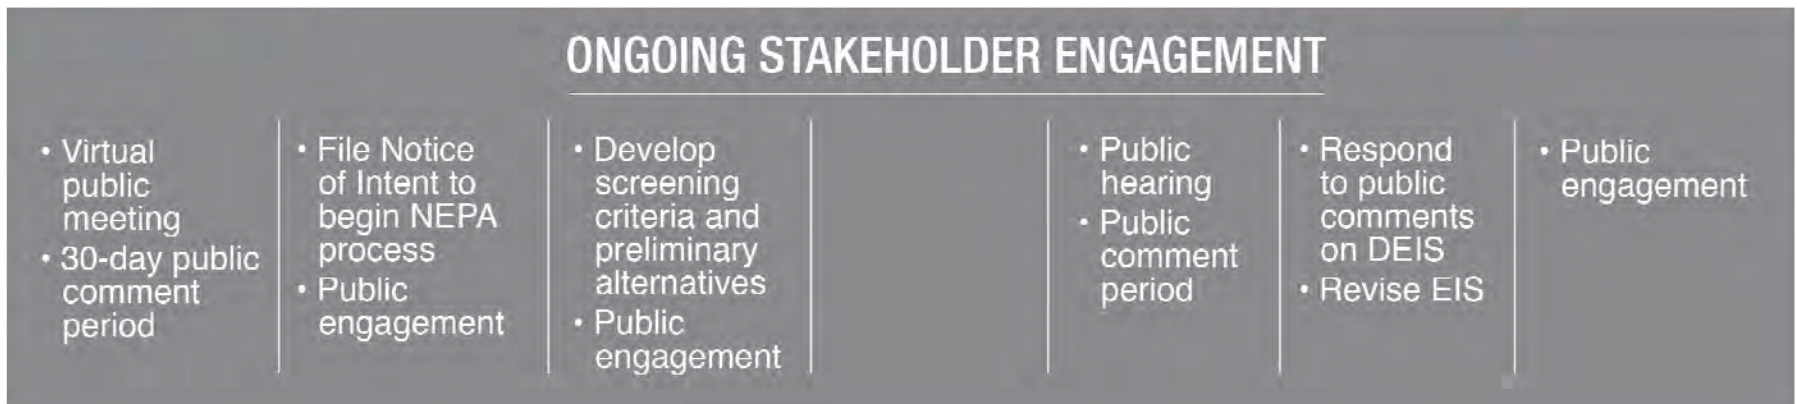 ONGOING STAKEHOLDER ENGAGEMENT
• Virtual
public
meeting
• 30-day public
comment
period
• File Notice
of Intent to
begin NEPA
process
• Public
engagement
• Develop
screening
criteria and
preliminary
alternatives
• Public
engagement
• Public
hearing
• Public
comment
period
• Respond
to public
comments
on DEIS
• Revise EIS
• Public
engagement